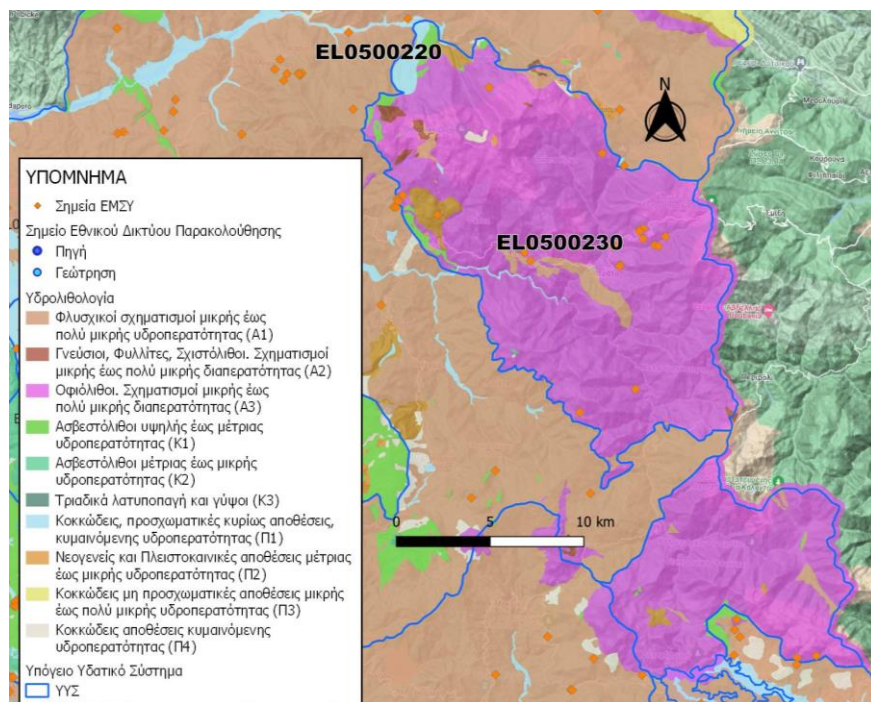 EL0500220
N
EL0500230
ΥΠΟΜΝΗΜΑ
Σημεία ΕΜΣΥ
Σημείο Εθνικού Δικτύου Παρακολούθησης
Πηγή
Γεώτρηση
Υδρολιθολογία
Φλυσχικοί σχηματισμοί μικρής έως
πολύ μικρής υδροπερατότητας (Α1)
Γνεύσιοι, Φυλλίτες, Σχιστόλιθοι. Σχηματισμοί
μικρής έως πολύ μικρής διαπερατότητας (Α2)
Οφιόλιθοι. Σχηματισμοί μικρής έως
πολύ μικρής διαπερατότητας (Α3)
Ασβεστόλιθοι υψηλής έως μέτριας
υδροπερατότητας (Κ1)
Ασβεστόλιθοι μέτριας έως μικρής
υδροπερατότητας (Κ2)
Τριαδικά λατυποπαγή και γύψοι (Κ3)
Κοκκώδεις, προσχωματικές κυρίως αποθέσεις,
κυμαινόμενης υδροπερατότητας (Π1)
Νεογενείς και Πλειστοκαινικές αποθέσεις μέτριας
έως μικρής υδροπερατότητας (Π2)
Κοκκώδεις μη προσχωματικές αποθέσεις μικρής
έως πολύ μικρής υδροπερατότητας (Π3)
Κοκκώδεις αποθέσεις κυμαινόμενης
υδροπερατότητας (Π4)
Υπόγειο Υδατικό Σύστημα
ΥΥΣ
0 5 10 km